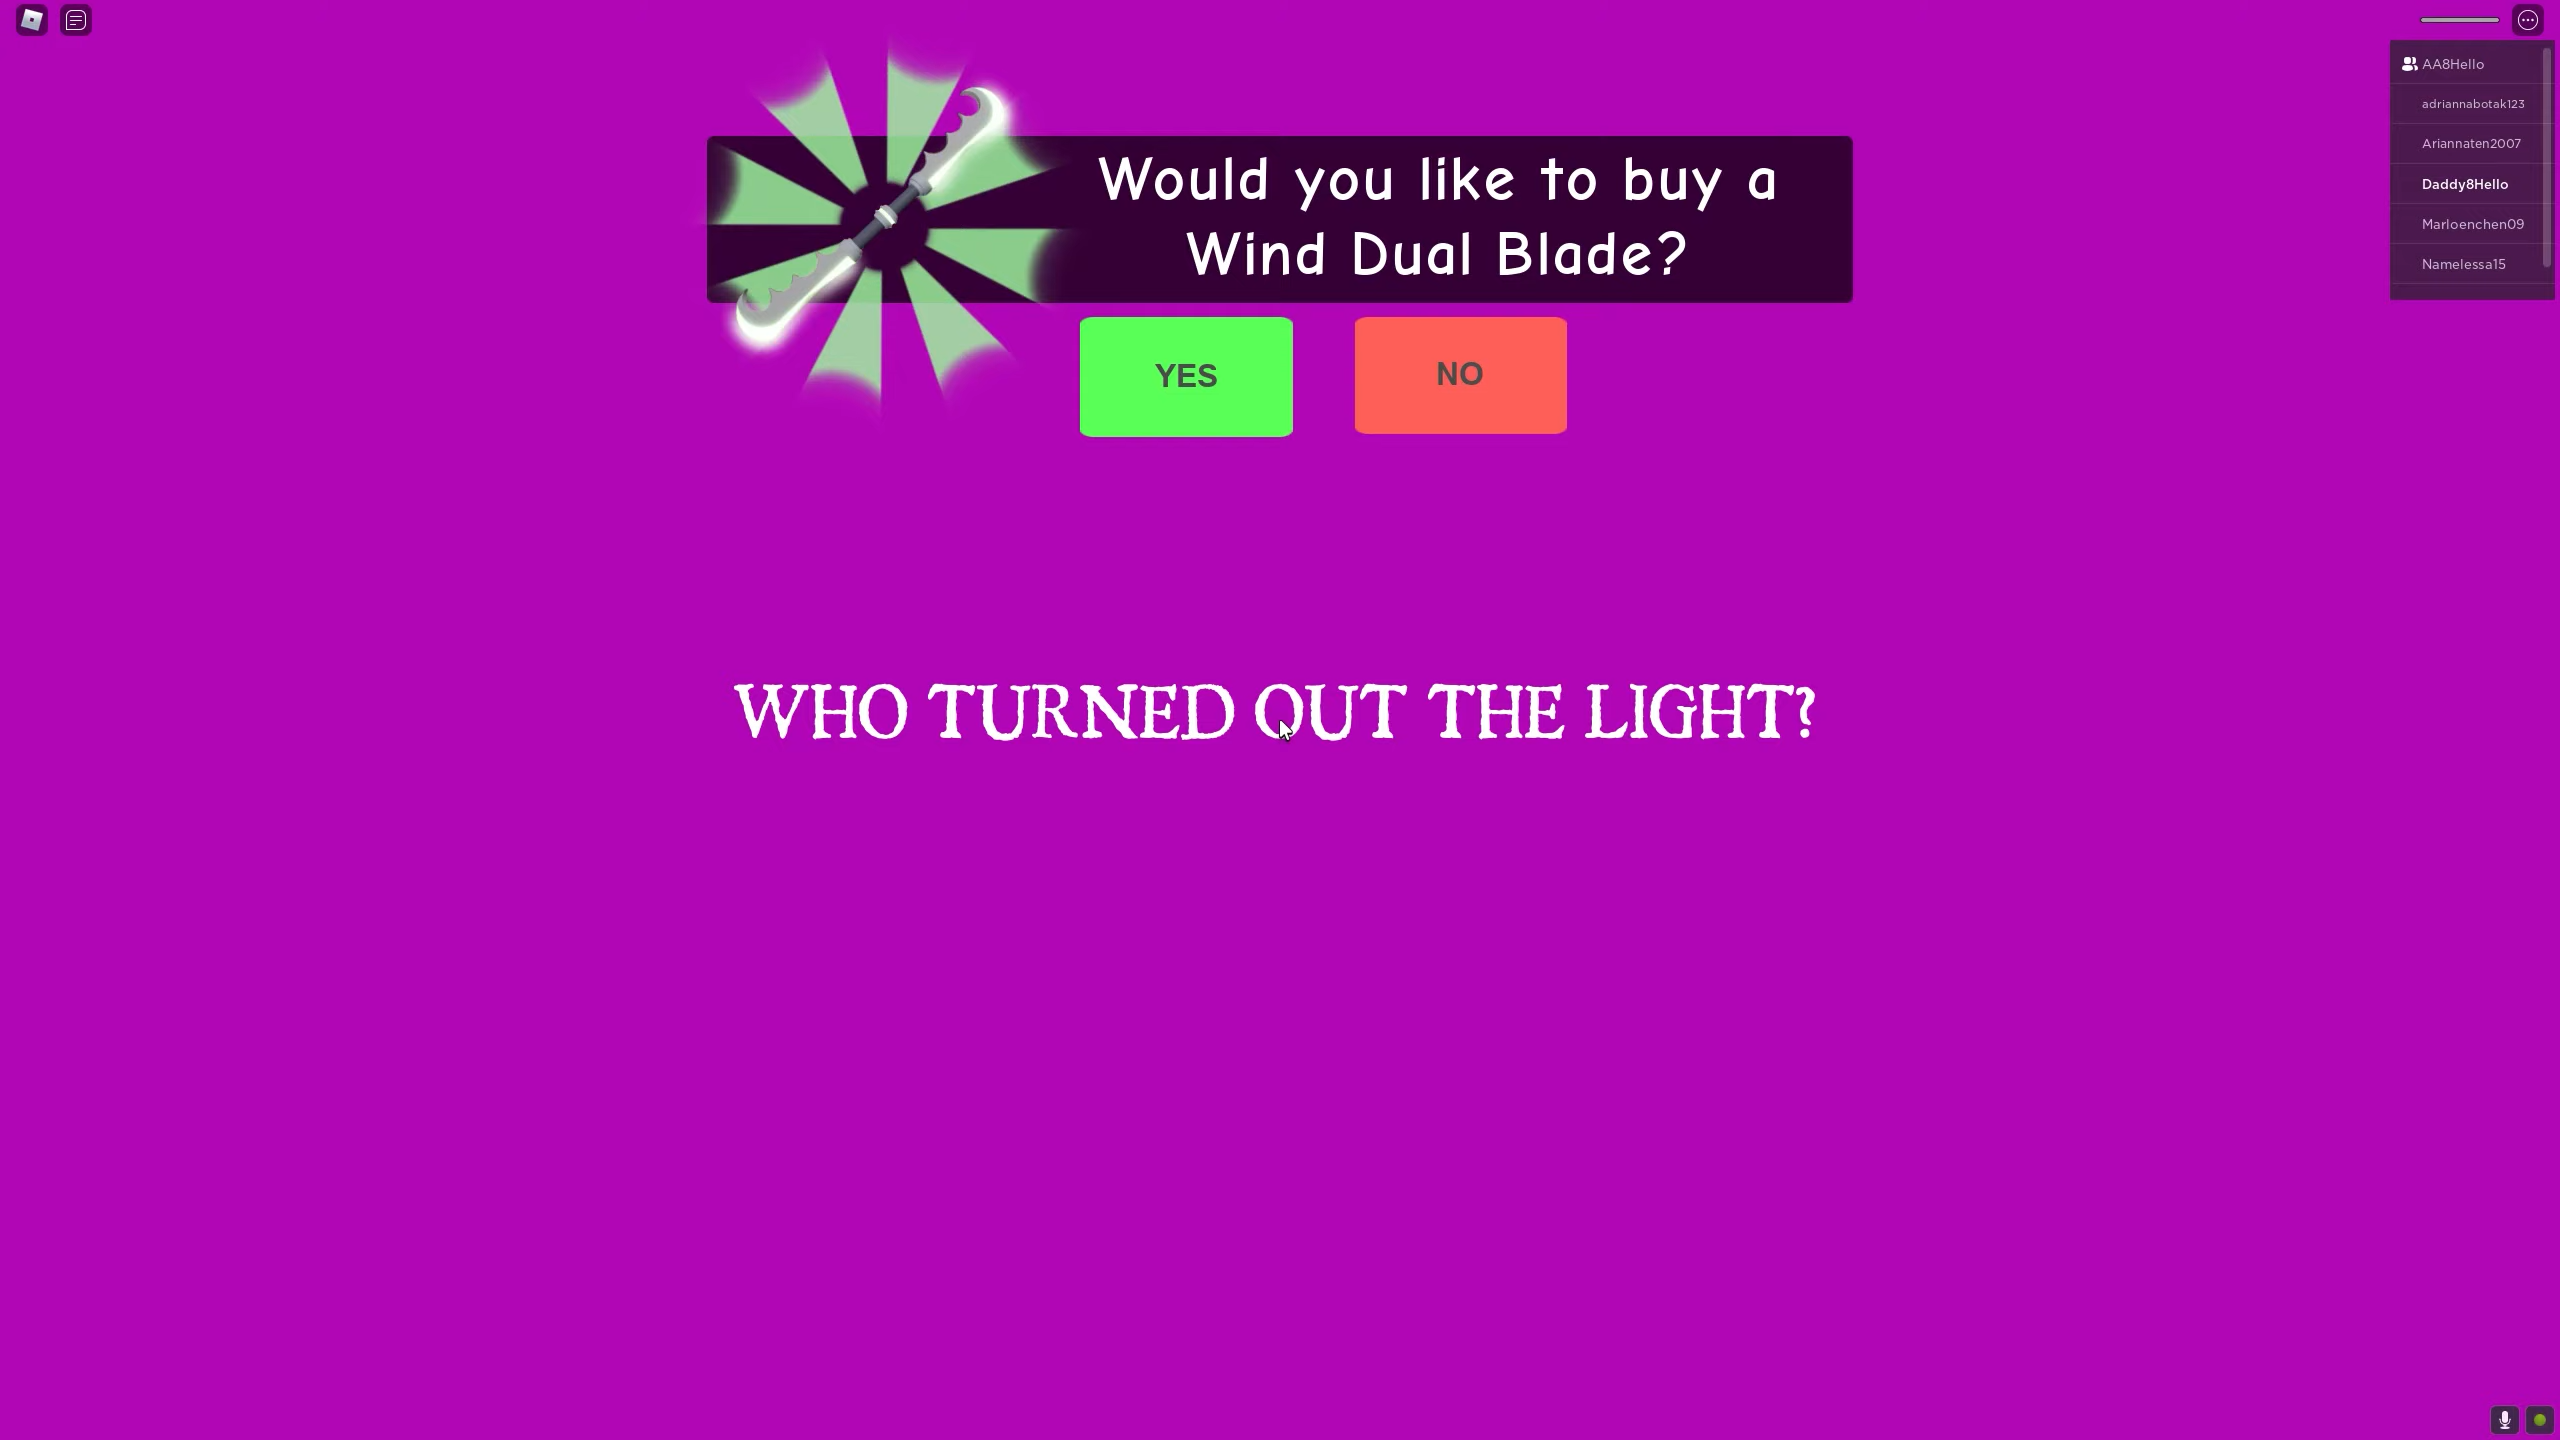 AA8Hello
adriannabotak123
Ariannaten2007
Daddy8Hello
Marloenchen09
Namelessa15
Would you like to buy a
Wind Dual Blade?
YES
NO
WHO TURNED OUT THE LIGHT?